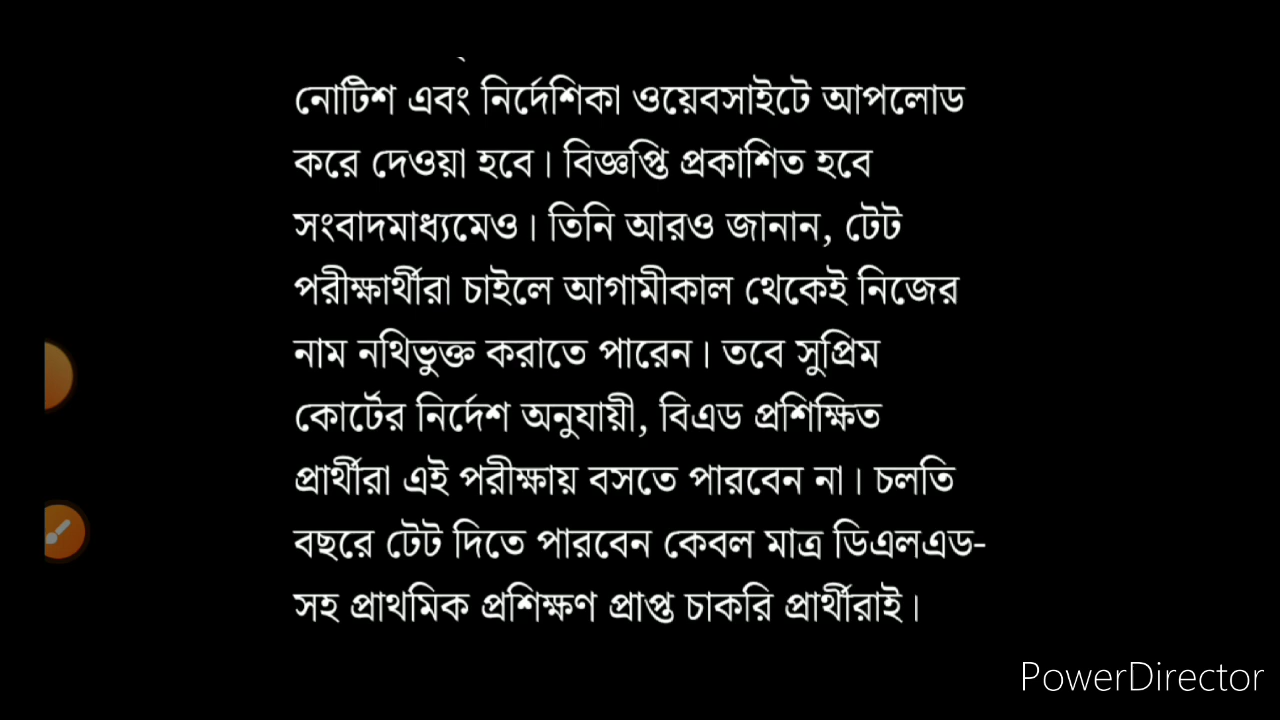 নোটিশ এবং নির্দেশিকা ওয়েবসাইটে আপলোড
করে দেওয়া হবে। বিজ্ঞপ্তি প্রকাশিত হবে
সংবাদমাধ্যমেও। তিনি আরও জানান, টেট
পরীক্ষার্থীরা চাইলে আগামীকাল থেকেই নিজের
নাম নথিভুক্ত করাতে পারেন। তবে সুপ্রিম
কোর্টের নির্দেশ অনুযায়ী, বিএড প্রশিক্ষিত
প্রার্থীরা এই পরীক্ষায় বসতে পারবেন না। চলতি
বছরে টেট দিতে পারবেন কেবল মাত্র ডিএলএড-
সহ প্রাথমিক প্রশিক্ষণ প্রাপ্ত চাকরি প্রার্থীরাই।
PowerDirector